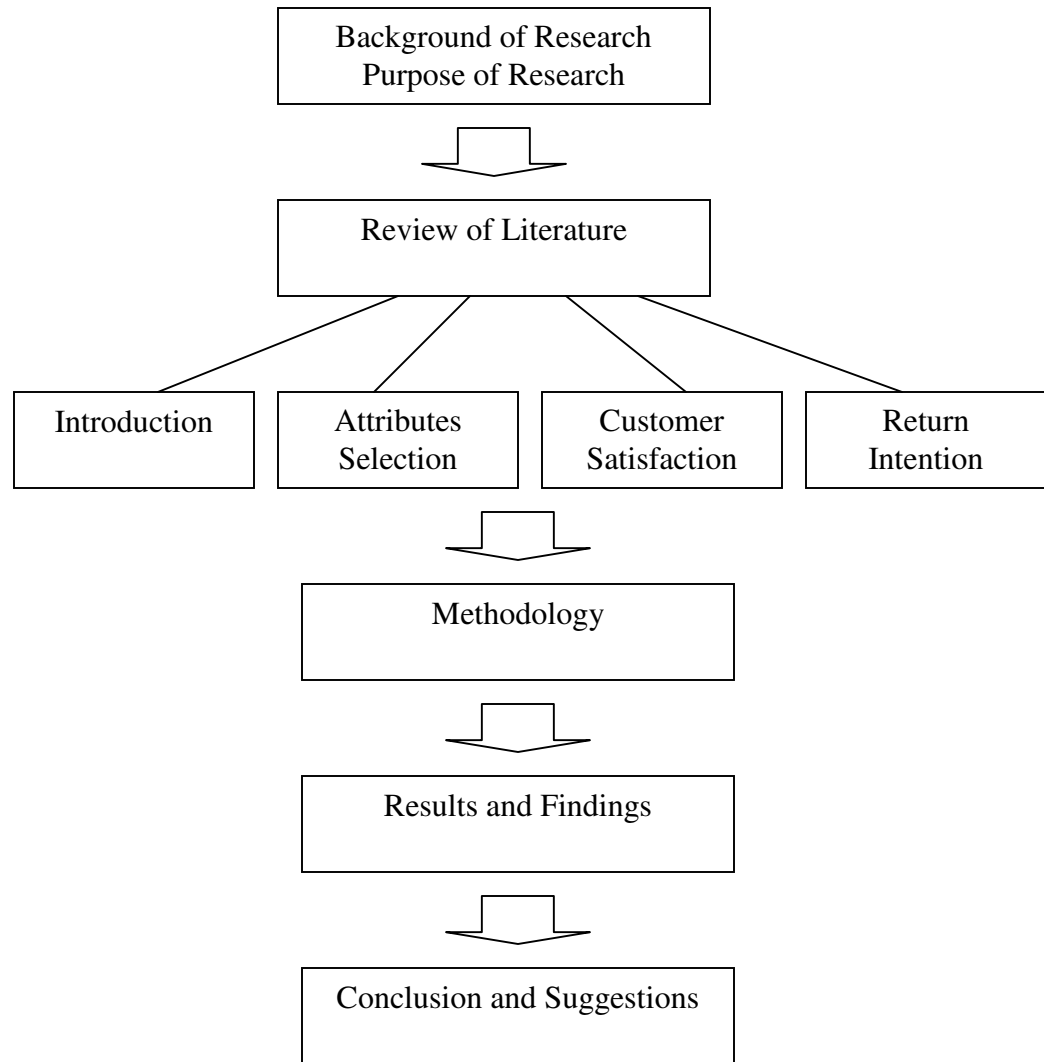 Background of Research
Purpose of Research
Review of Literature
Introduction
Attributes
Selection
Customer
Satisfaction
Return
Intention
Methodology
Results and Findings
Conclusion and Suggestions